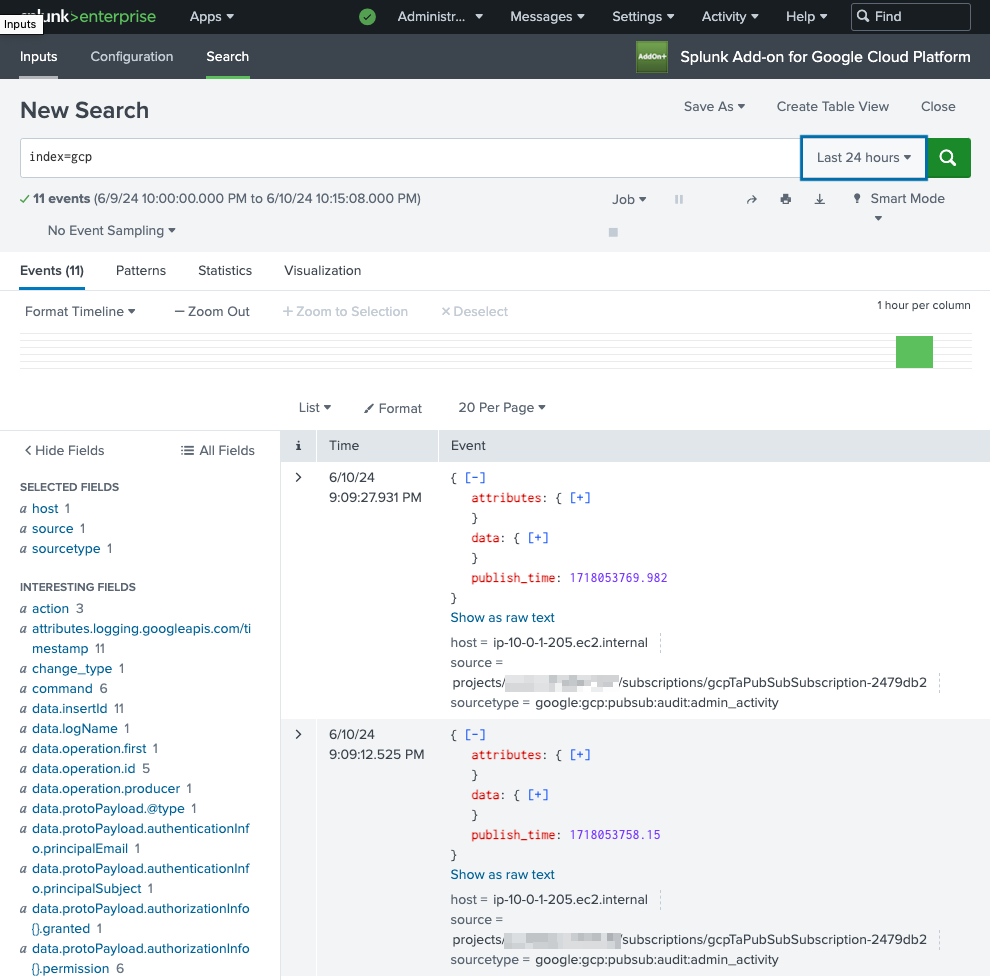 Inputs
splunk>enterprise Apps Administr... Messages Settings Activity Help Find
Inputs Configuration Search AddOn+ Splunk Add-on for Google Cloud Platform
New Search Save As Create Table View Close
index=gcp Last 24 hours
11 events (6/9/24 10:00:00.000 PM to 6/10/24 10:15:08.000 PM) Job Smart Mode
No Event Sampling
Events (11) Patterns Statistics Visualization
Format Timeline — Zoom Out + Zoom to Selection × Deselect 1 hour per column
List Format 20 Per Page
< Hide Fields All Fields
SELECTED FIELDS
a host 1
a source 1
a sourcetype 1
INTERESTING FIELDS
a action 3
a attributes.logging.googleapis.com/ti
mestamp 11
a change_type 1
a command 6
a data.insertId 11
a data.logName 1
a data.operation.first 1
a data.operation.id 5
a data.operation.producer 1
a data.protoPayload.@type 1
a data.protoPayload.authenticationInf
o.principalEmail 1
a data.protoPayload.authenticationInf
o.principalSubject 1
a data.protoPayload.authorizationInfo
{}.granted 1
a data.protoPayload.authorizationInfo
{}.permission 6
i Time Event
> 6/10/24 { [-]
9:09:27.931 PM attributes: { [+]
}
data: { [+]
}
publish_time: 1718053769.982
}
Show as raw text
host = ip-10-0-1-205.ec2.internal
source =
projects/ /subscriptions/gcpTaPubSubSubscription-2479db2
sourcetype = google:gcp:pubsub:audit:admin_activity
> 6/10/24 { [-]
9:09:12.525 PM attributes: { [+]
}
data: { [+]
}
publish_time: 1718053758.15
}
Show as raw text
host = ip-10-0-1-205.ec2.internal
source =
projects/ /subscriptions/gcpTaPubSubSubscription-2479db2
sourcetype = google:gcp:pubsub:audit:admin_activity